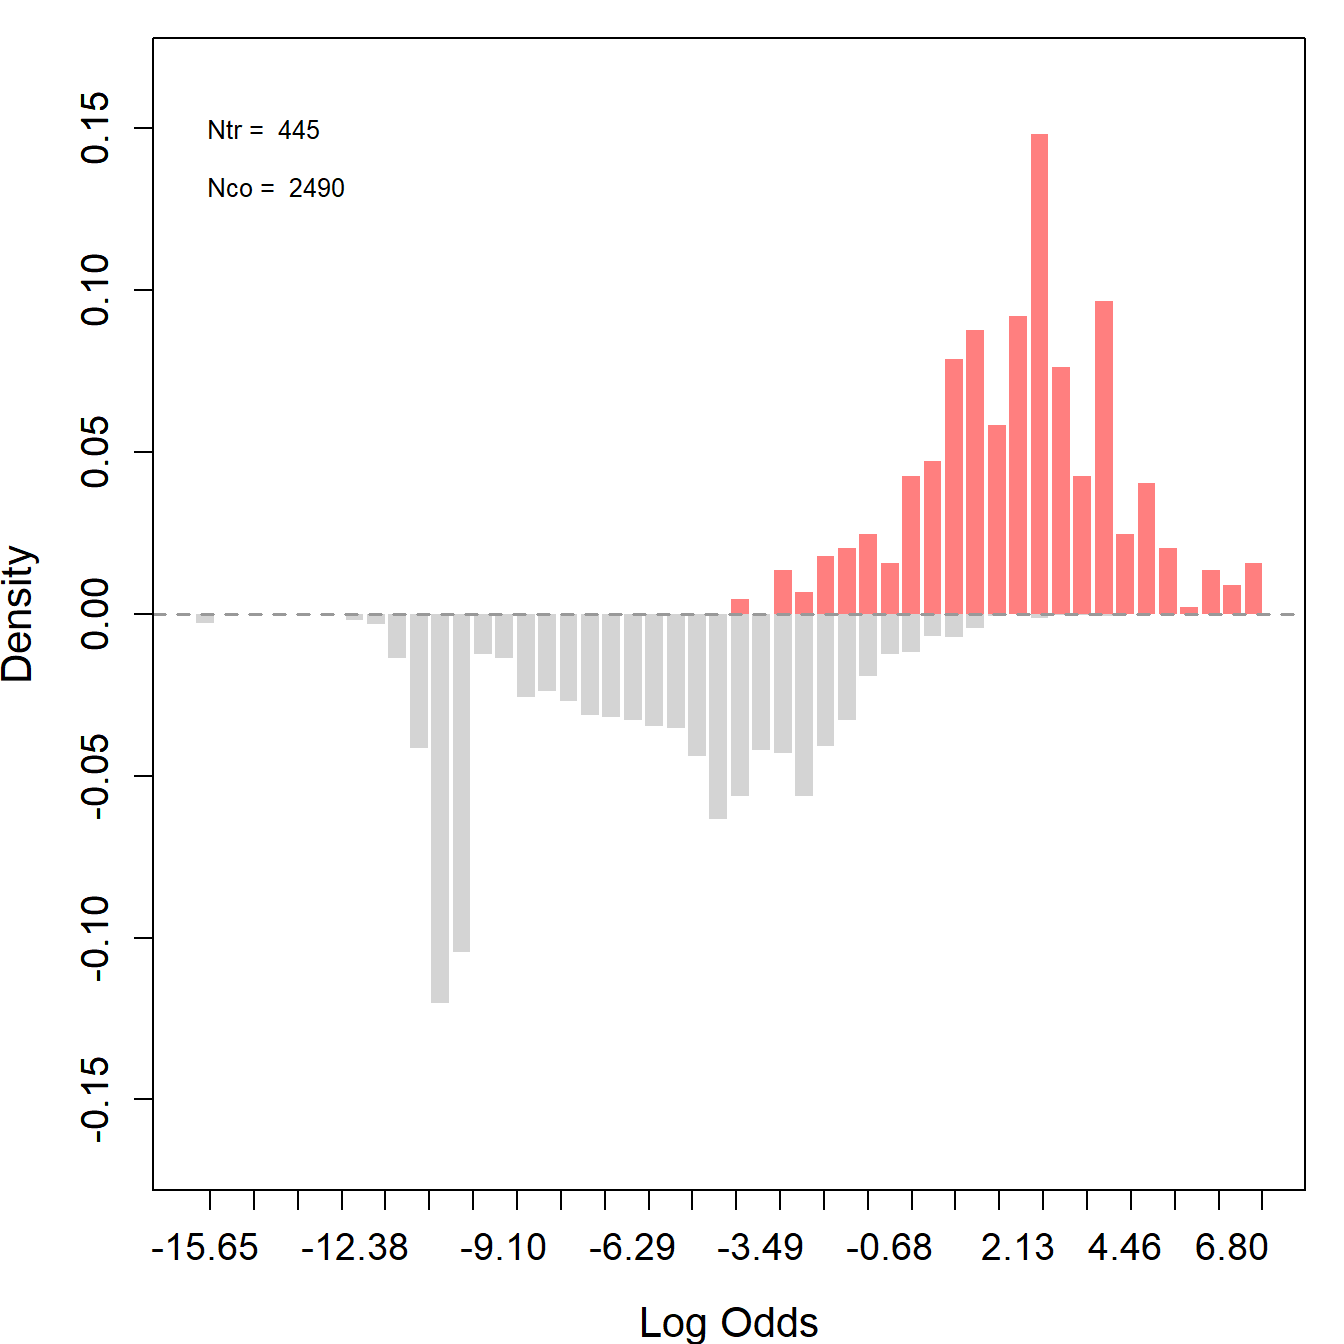 Ntr = 445
Nco = 2490
0.15
0.10
0.05
0.00
-0.05
-0.10
-0.15
Density
-15.65 -12.38 -9.10 -6.29 -3.49 -0.68 2.13 4.46 6.80
Log Odds